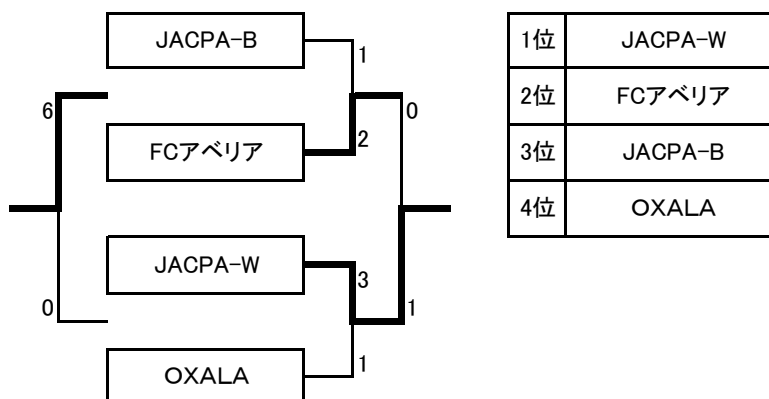 JACPA-B
1
6
0
FCアベリア
2
JACPA-W
3
0
1
OXALA
1
1位 JACPA-W
2位 FCアベリア
3位 JACPA-B
4位 OXALA